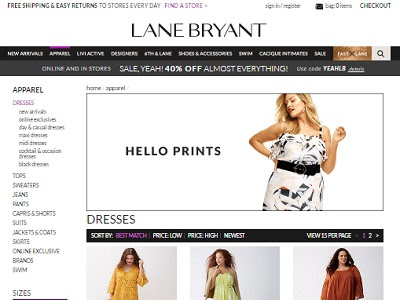 FREE SHIPPING & EASY RETURNS TO STORES EVERY DAY FIND A STORE > sign in / register bag: 0 items CHECKOUT
LANE BRYANT
NEW ARRIVALS APPAREL LIVI ACTIVE DESIGNERS 6TH & LANE SHOES & ACCESSORIES SWIM CACIQUE INTIMATES SALE FAST LANE
ONLINE AND IN STORES SALE, YEAH! 40% OFF ALMOST EVERYTHING! Use code YEAHLB details
APPAREL
home / apparel /
DRESSES
new arrivals
online exclusives
day & casual dresses
maxi dresses
midi dresses
cocktail & occasion
dresses
black dresses
TOPS
SWEATERS
JEANS
PANTS
CAPRIS & SHORTS
SUITS
JACKETS & COATS
SKIRTS
ONLINE EXCLUSIVE
BRANDS
SWIM
SIZES
HELLO PRINTS
DRESSES
SORT BY: BEST MATCH PRICE: LOW PRICE: HIGH NEWEST VIEW 15 PER PAGE 1 2 >